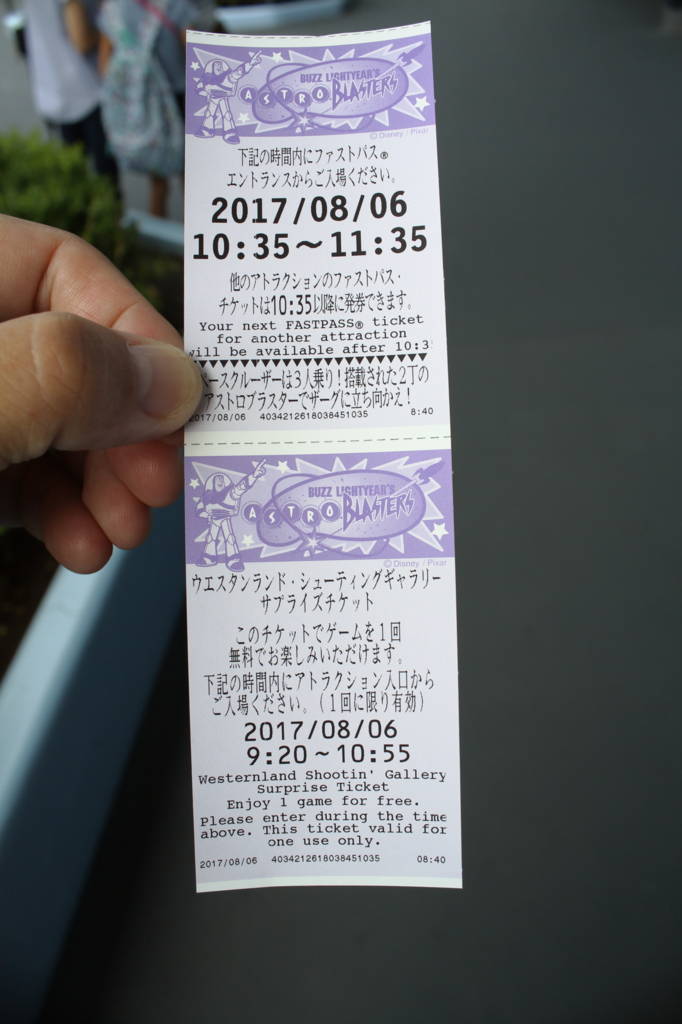 BUZZ LIGHTYEAR'S
ASTRO BLASTERS
© Disney / Pixar
下記の時間内にファストパス®
エントランスからご入場ください。
2017/08/06
10:35～11:35
他のアトラクションのファストパス・
チケットは10:35以降に発券できます。
Your next FASTPASS® ticket
for another attraction
will be available after 10:3
ースクルーザーは3人乗り!搭載された2丁の
アストロブラスターでザーグに立ち向かえ!
2017/08/06 4034212618038451035 8:40
BUZZ LIGHTYEAR'S
ASTRO BLASTERS
© Disney / Pixar
ウエスタンランド・シューティングギャラリー
サプライズチケット
このチケットでゲームを1回
無料でお楽しみいただけます。
下記の時間内にアトラクション入口から
ご入場ください。(1回に限り有効)
2017/08/06
9:20～10:55
Westernland Shootin' Gallery
Surprise Ticket
Enjoy 1 game for free.
Please enter during the time
above. This ticket valid for
one use only.
2017/08/06 4034212618038451035 08:40